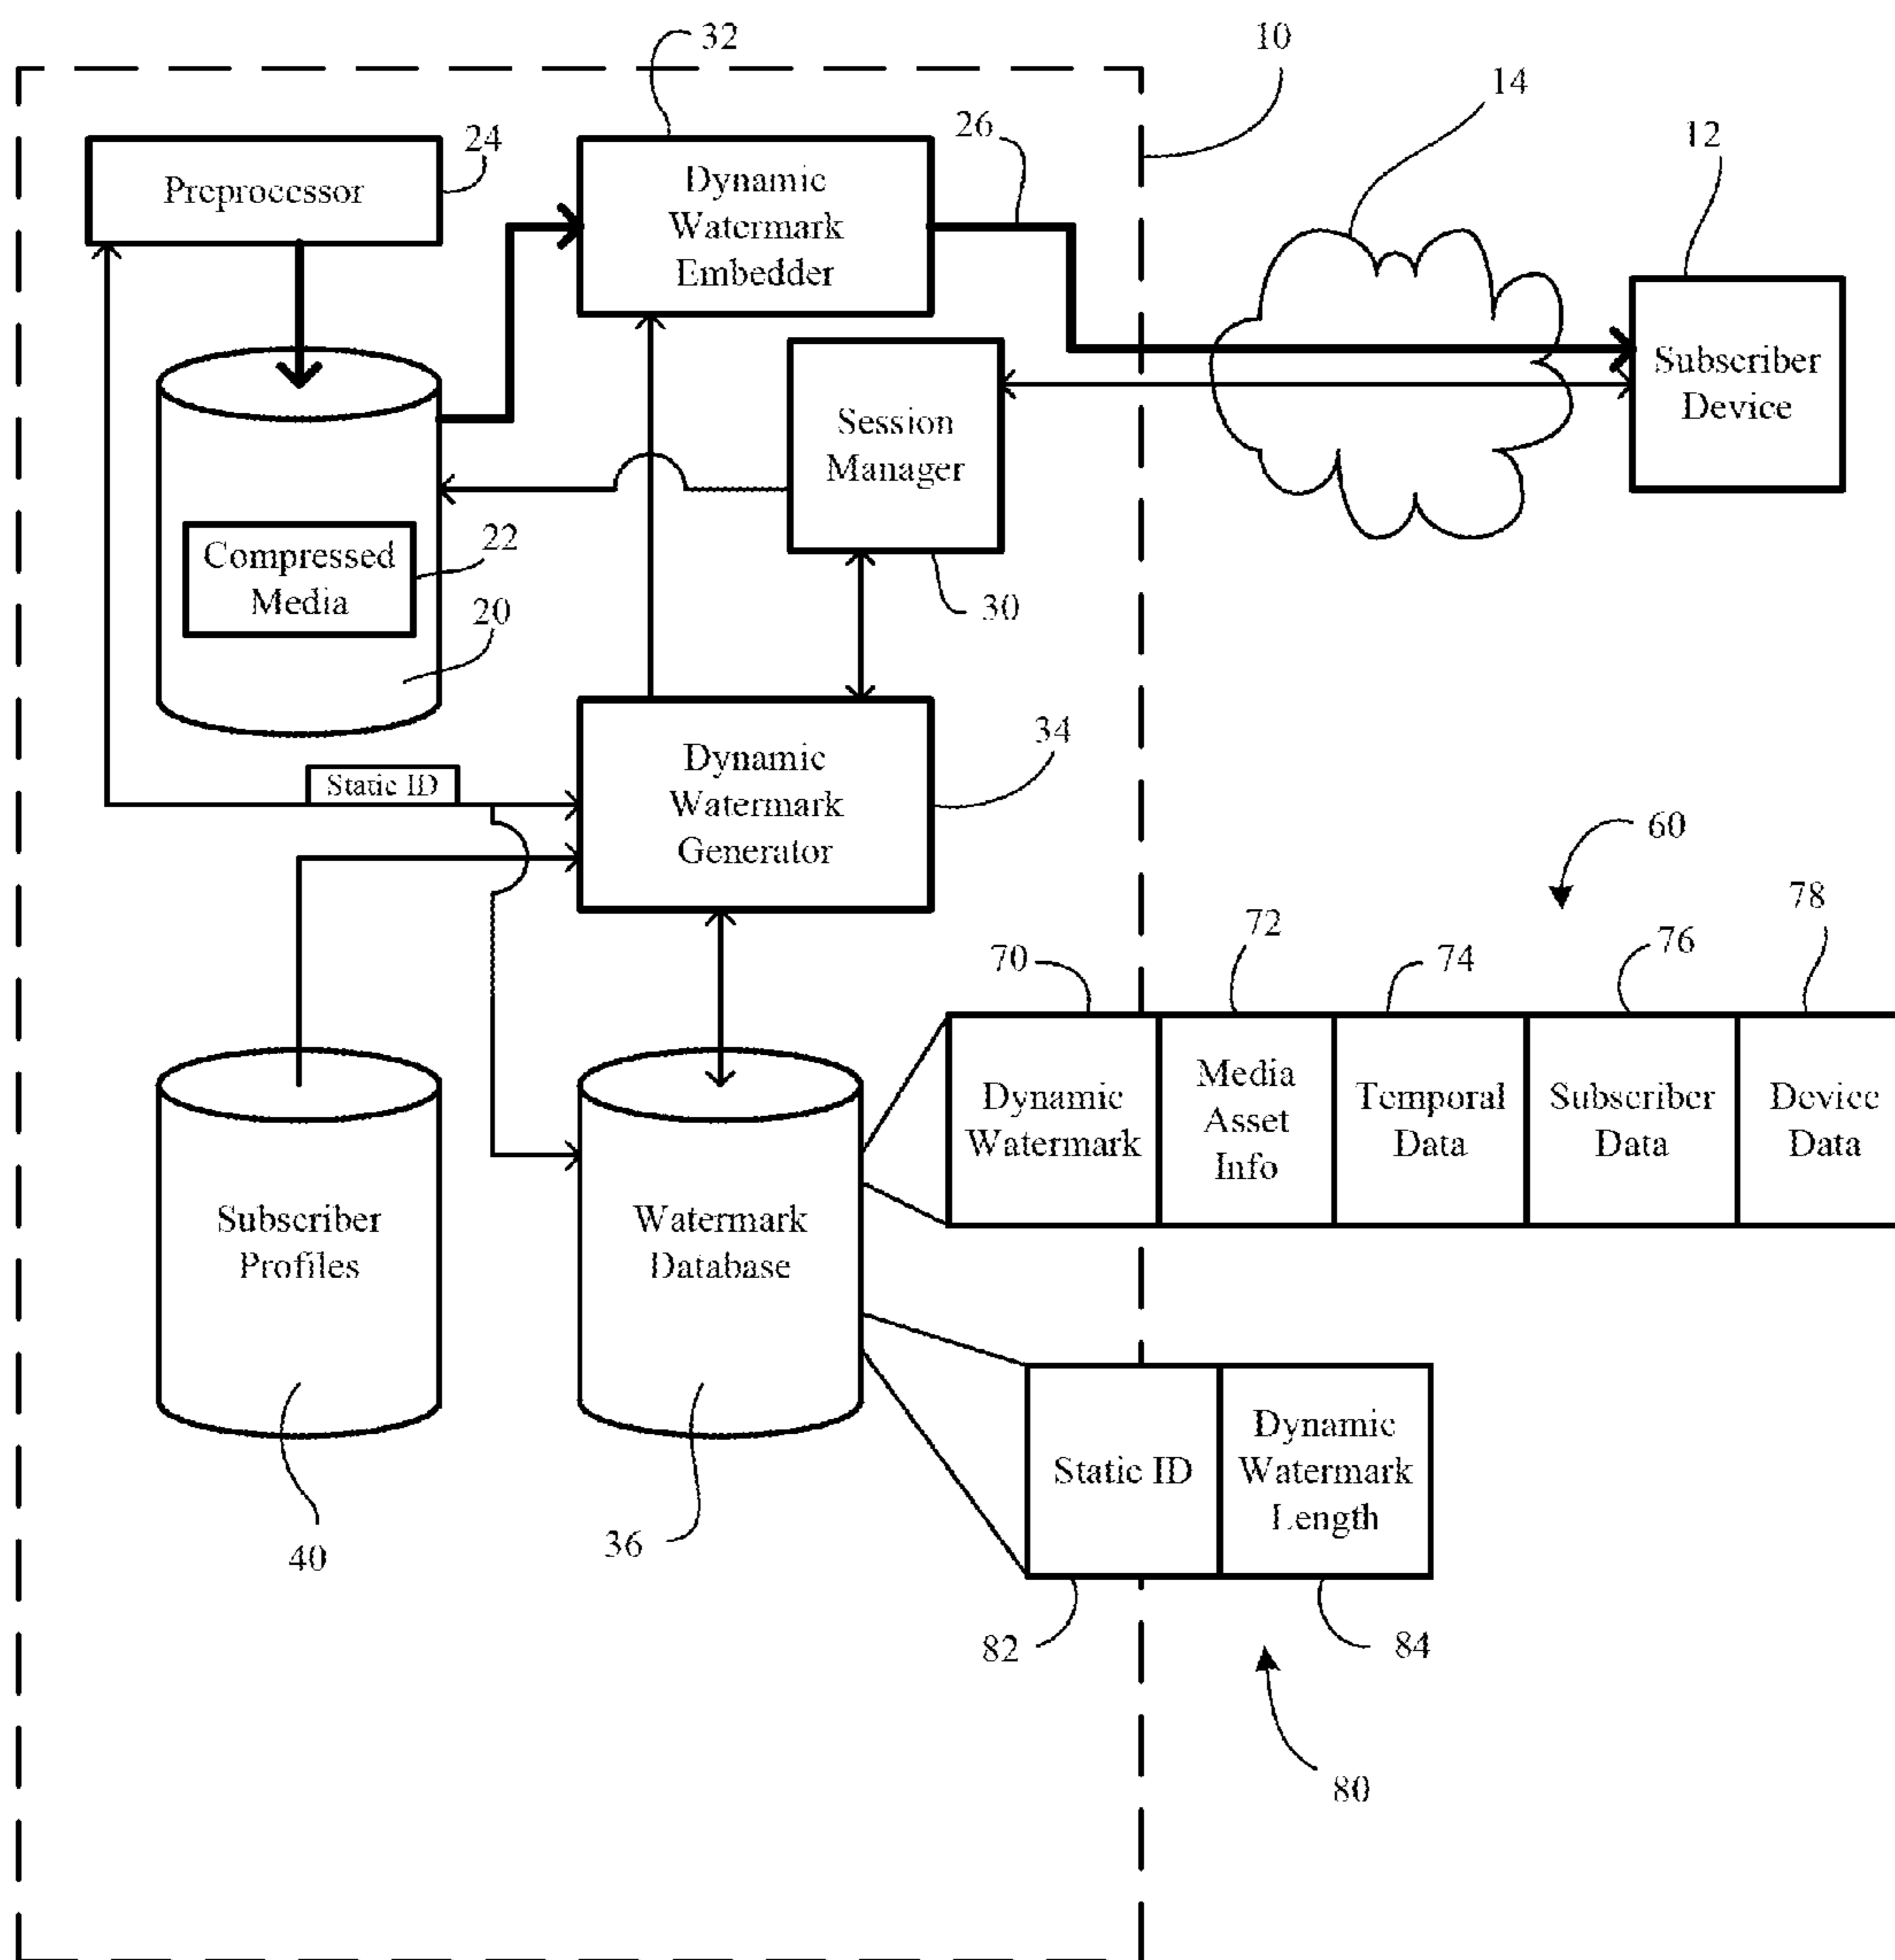 32
10
14
24
26
12
Preprocessor
Dynamic
Watermark
Embedder
Subscriber
Device
Session
Manager
Compressed
Media
22
20
30
34
Static ID
Dynamic
Watermark
Generator
60
78
72
76
70
74
Dynamic
Watermark
Media
Asset
Info
Temporal
Data
Subscriber
Data
Device
Data
Subscriber
Profiles
Watermark
Database
Static ID
Dynamic
Watermark
Length
40
36
82
84
80